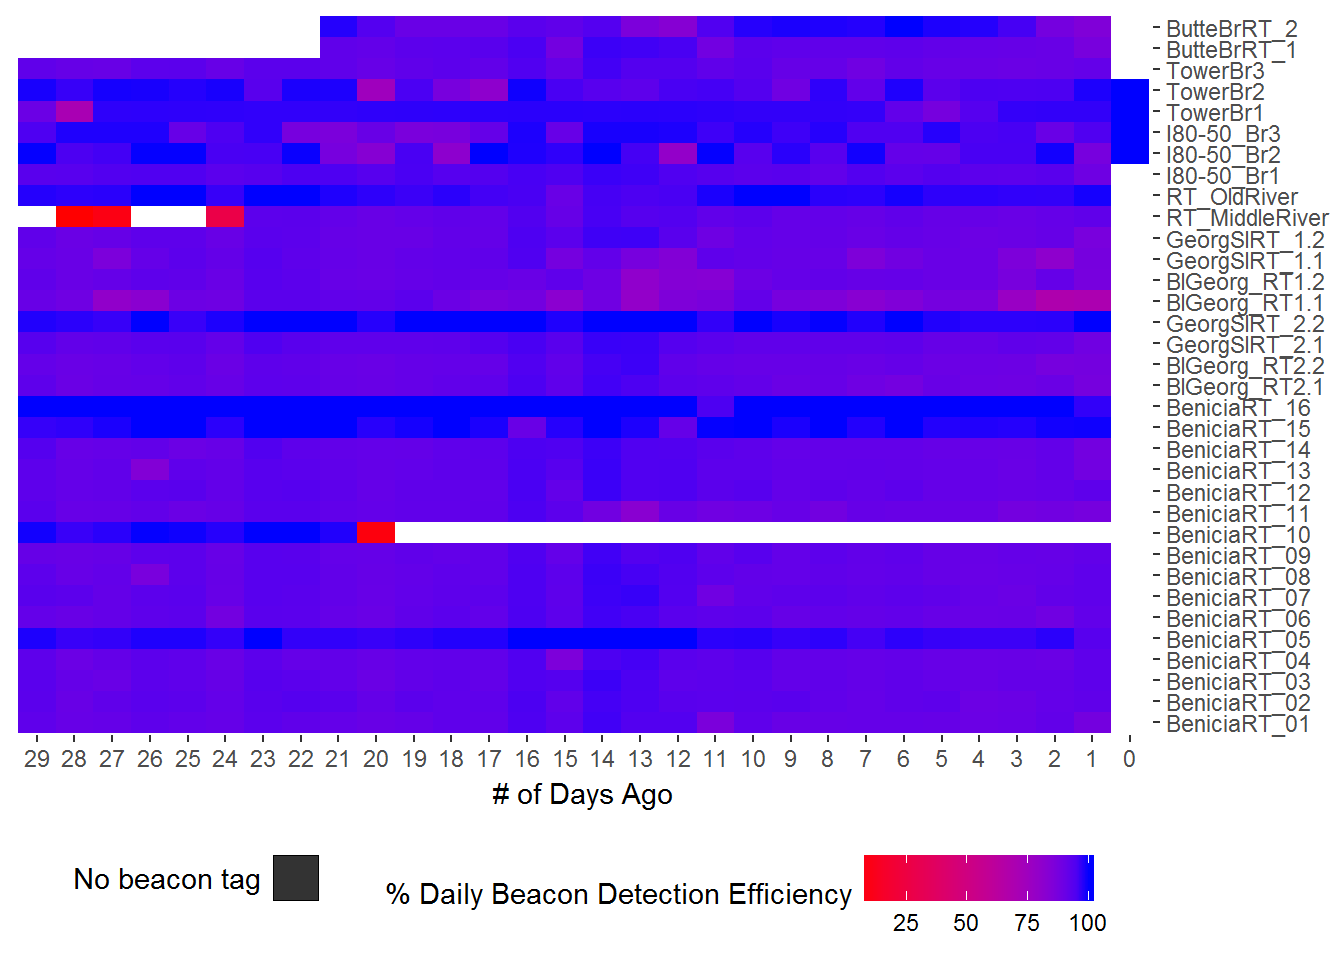 ButteBrRT_2
ButteBrRT_1
TowerBr3
TowerBr2
TowerBr1
I80-50_Br3
I80-50_Br2
I80-50_Br1
RT_OldRiver
RT_MiddleRiver
GeorgSlRT_1.2
GeorgSlRT_1.1
BlGeorg_RT1.2
BlGeorg_RT1.1
GeorgSlRT_2.2
GeorgSlRT_2.1
BlGeorg_RT2.2
BlGeorg_RT2.1
BeniciaRT_16
BeniciaRT_15
BeniciaRT_14
BeniciaRT_13
BeniciaRT_12
BeniciaRT_11
BeniciaRT_10
BeniciaRT_09
BeniciaRT_08
BeniciaRT_07
BeniciaRT_06
BeniciaRT_05
BeniciaRT_04
BeniciaRT_03
BeniciaRT_02
BeniciaRT_01
29 28 27 26 25 24 23 22 21 20 19 18 17 16 15 14 13 12 11 10 9 8 7 6 5 4 3 2 1 0
# of Days Ago
No beacon tag
% Daily Beacon Detection Efficiency
25 50 75 100